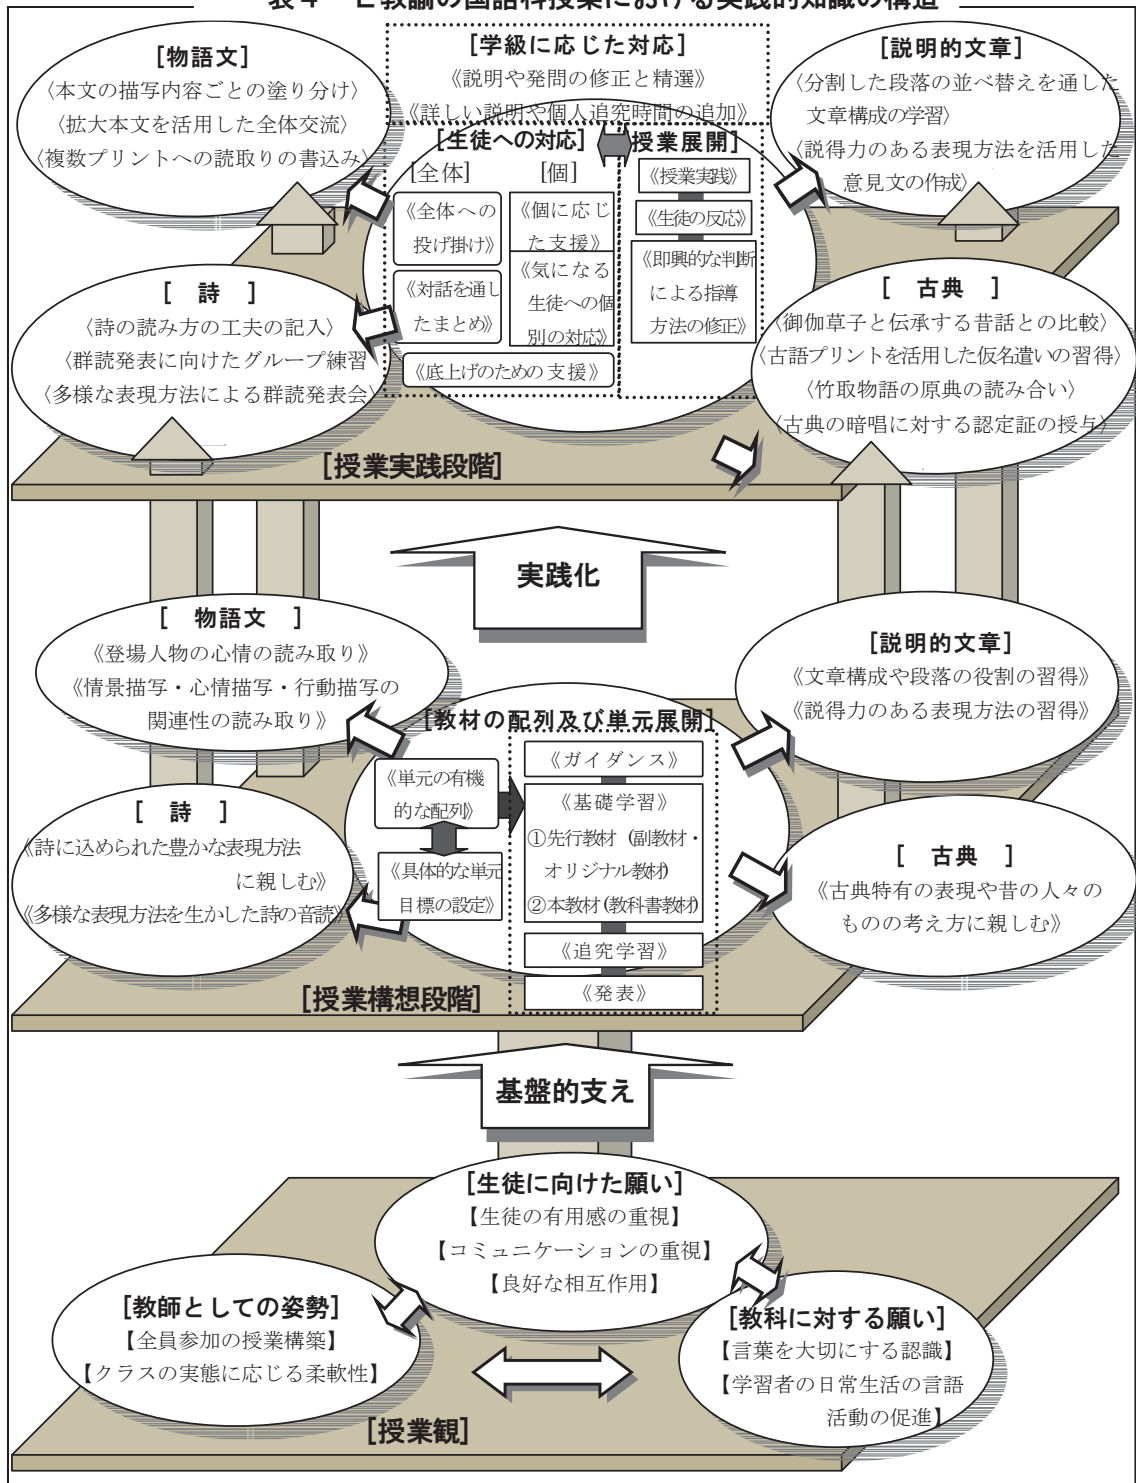 表4　E教諭の国語科授業における実践的知識の構造
[物語文]
〈本文の描写内容ごとの塗り分け〉
〈拡大本文を活用した全体交流〉
〈複数プリントへの読取りの書込み〉
[学級に応じた対応]
《説明や発問の修正と精選》
《詳しい説明や個人追究時間の追加》
[説明的文章]
〈分割した段落の並べ替えを通した
文章構成の学習〉
〈説得力のある表現方法を活用した
意見文の作成〉
[生徒への対応]
[全体]
[個]
《全体への
投げ掛け》
《個に応じ
た支援》
《対話を通し
たまとめ》
《気になる
生徒への個
別の対応》
《底上げのための支援》
授業展開]
《授業実践》
《生徒の反応》
《即興的な判断
による指導
方法の修正》
[　詩　]
〈詩の読み方の工夫の記入〉
〈群読発表に向けたグループ練習
〈多様な表現方法による群読発表会〉
[　古典　]
〈御伽草子と伝承する昔話との比較〉
〈古語プリントを活用した仮名遣いの習得〉
〈竹取物語の原典の読み合い〉
〈古典の暗唱に対する認定証の授与〉
[授業実践段階]
実践化
[　物語文　]
《登場人物の心情の読み取り》
《情景描写・心情描写・行動描写の
関連性の読み取り》
[説明的文章]
《文章構成や段落の役割の習得》
《説得力のある表現方法の習得》
[教材の配列及び単元展開]
《単元の有機
的な配列》
《具体的な単元
目標の設定》
《ガイダンス》
《基礎学習》
①先行教材（副教材・
オリジナル教材）
②本教材（教科書教材）
《追究学習》
《発表》
[　詩　]
《詩に込められた豊かな表現方法
に親しむ》
《多様な表現方法を生かした詩の音読》
[　古典　]
《古典特有の表現や昔の人々の
ものの考え方に親しむ》
[授業構想段階]
基盤的支え
[生徒に向けた願い]
【生徒の有用感の重視】
【コミュニケーションの重視】
【良好な相互作用】
[教師としての姿勢]
【全員参加の授業構築】
【クラスの実態に応じる柔軟性】
[教科に対する願い]
【言葉を大切にする認識】
【学習者の日常生活の言語
活動の促進】
[授業観]